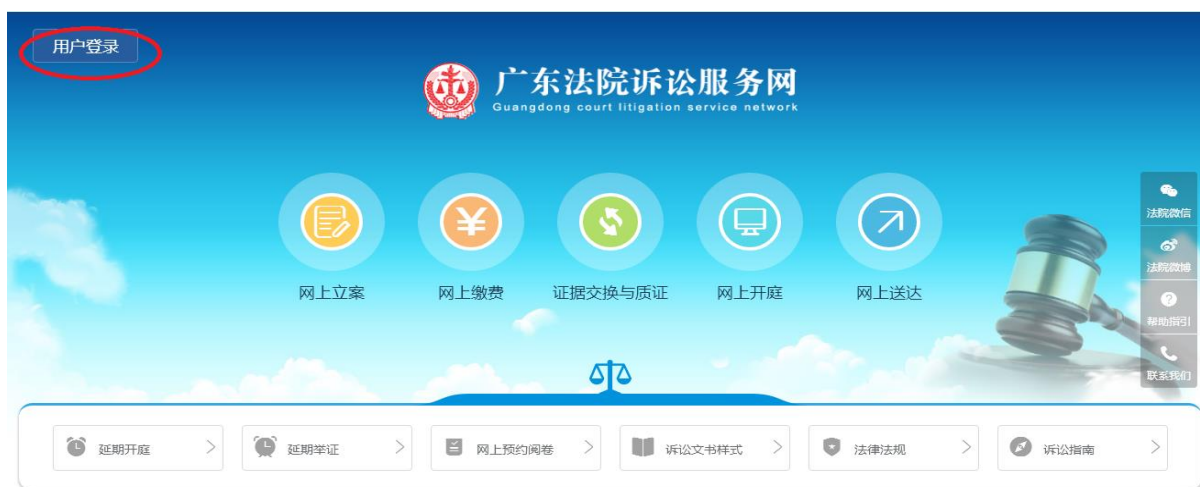 用户登录
广东法院诉讼服务网
Guangdong court litigation service network
网上立案
网上缴费
证据交换与质证
网上开庭
网上送达
法院微信
法院微博
帮助指引
联系我们
延期开庭
延期举证
网上预约阅卷
诉讼文书样式
法律法规
诉讼指南